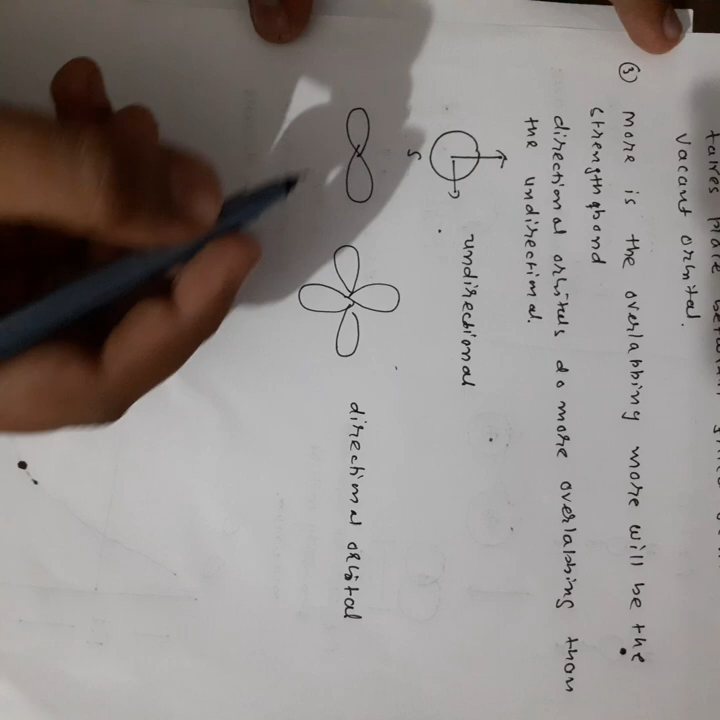 takes place between
vacant orbital.
③ more is the overlapping more will be the
strength bond
directional orbitals do more overlapping than
the undirectional.
S
undirectional
directional orbital